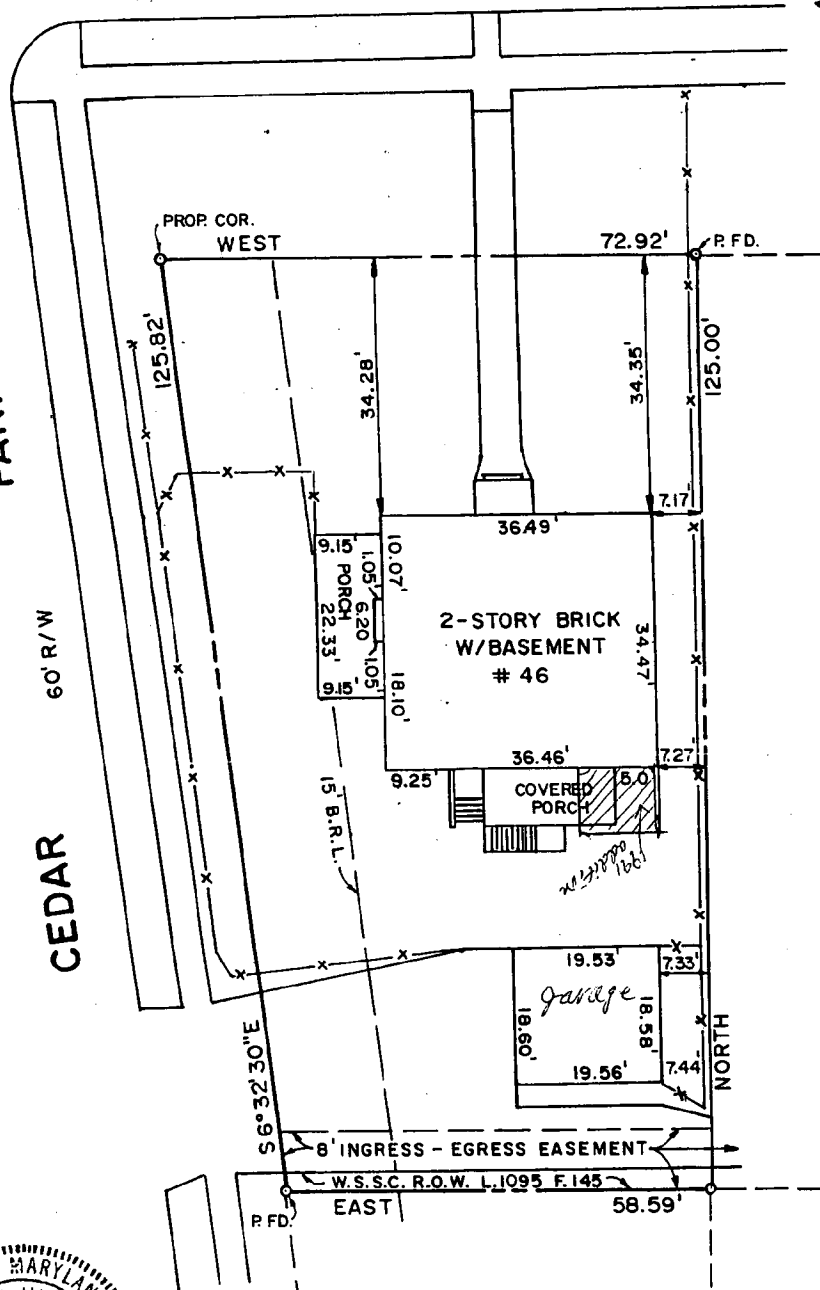 PROP. COR.
WEST
72.92'
P. FD.
125.82'
34.28'
34.35'
125.00'
7.17'
36.49'
9.15'
10.07'
1.05'
PORCH
6.20
22.33'
1.05'
9.15'
18.10'
2-STORY BRICK
W/BASEMENT
# 46
34.47'
60' R/W
36.46'
7.27'
9.25'
COVERED
PORCH
5.0
1991
addition
15' B.R.L.
CEDAR
19.53'
7.33'
garage
18.60'
18.58'
19.56'
7.44'
NORTH
S 6° 32' 30" E
8' INGRESS - EGRESS EASEMENT
W.S.S.C. R.O.W. L.1095 F.145
EAST
58.59'
P. FD.
MARYLAN